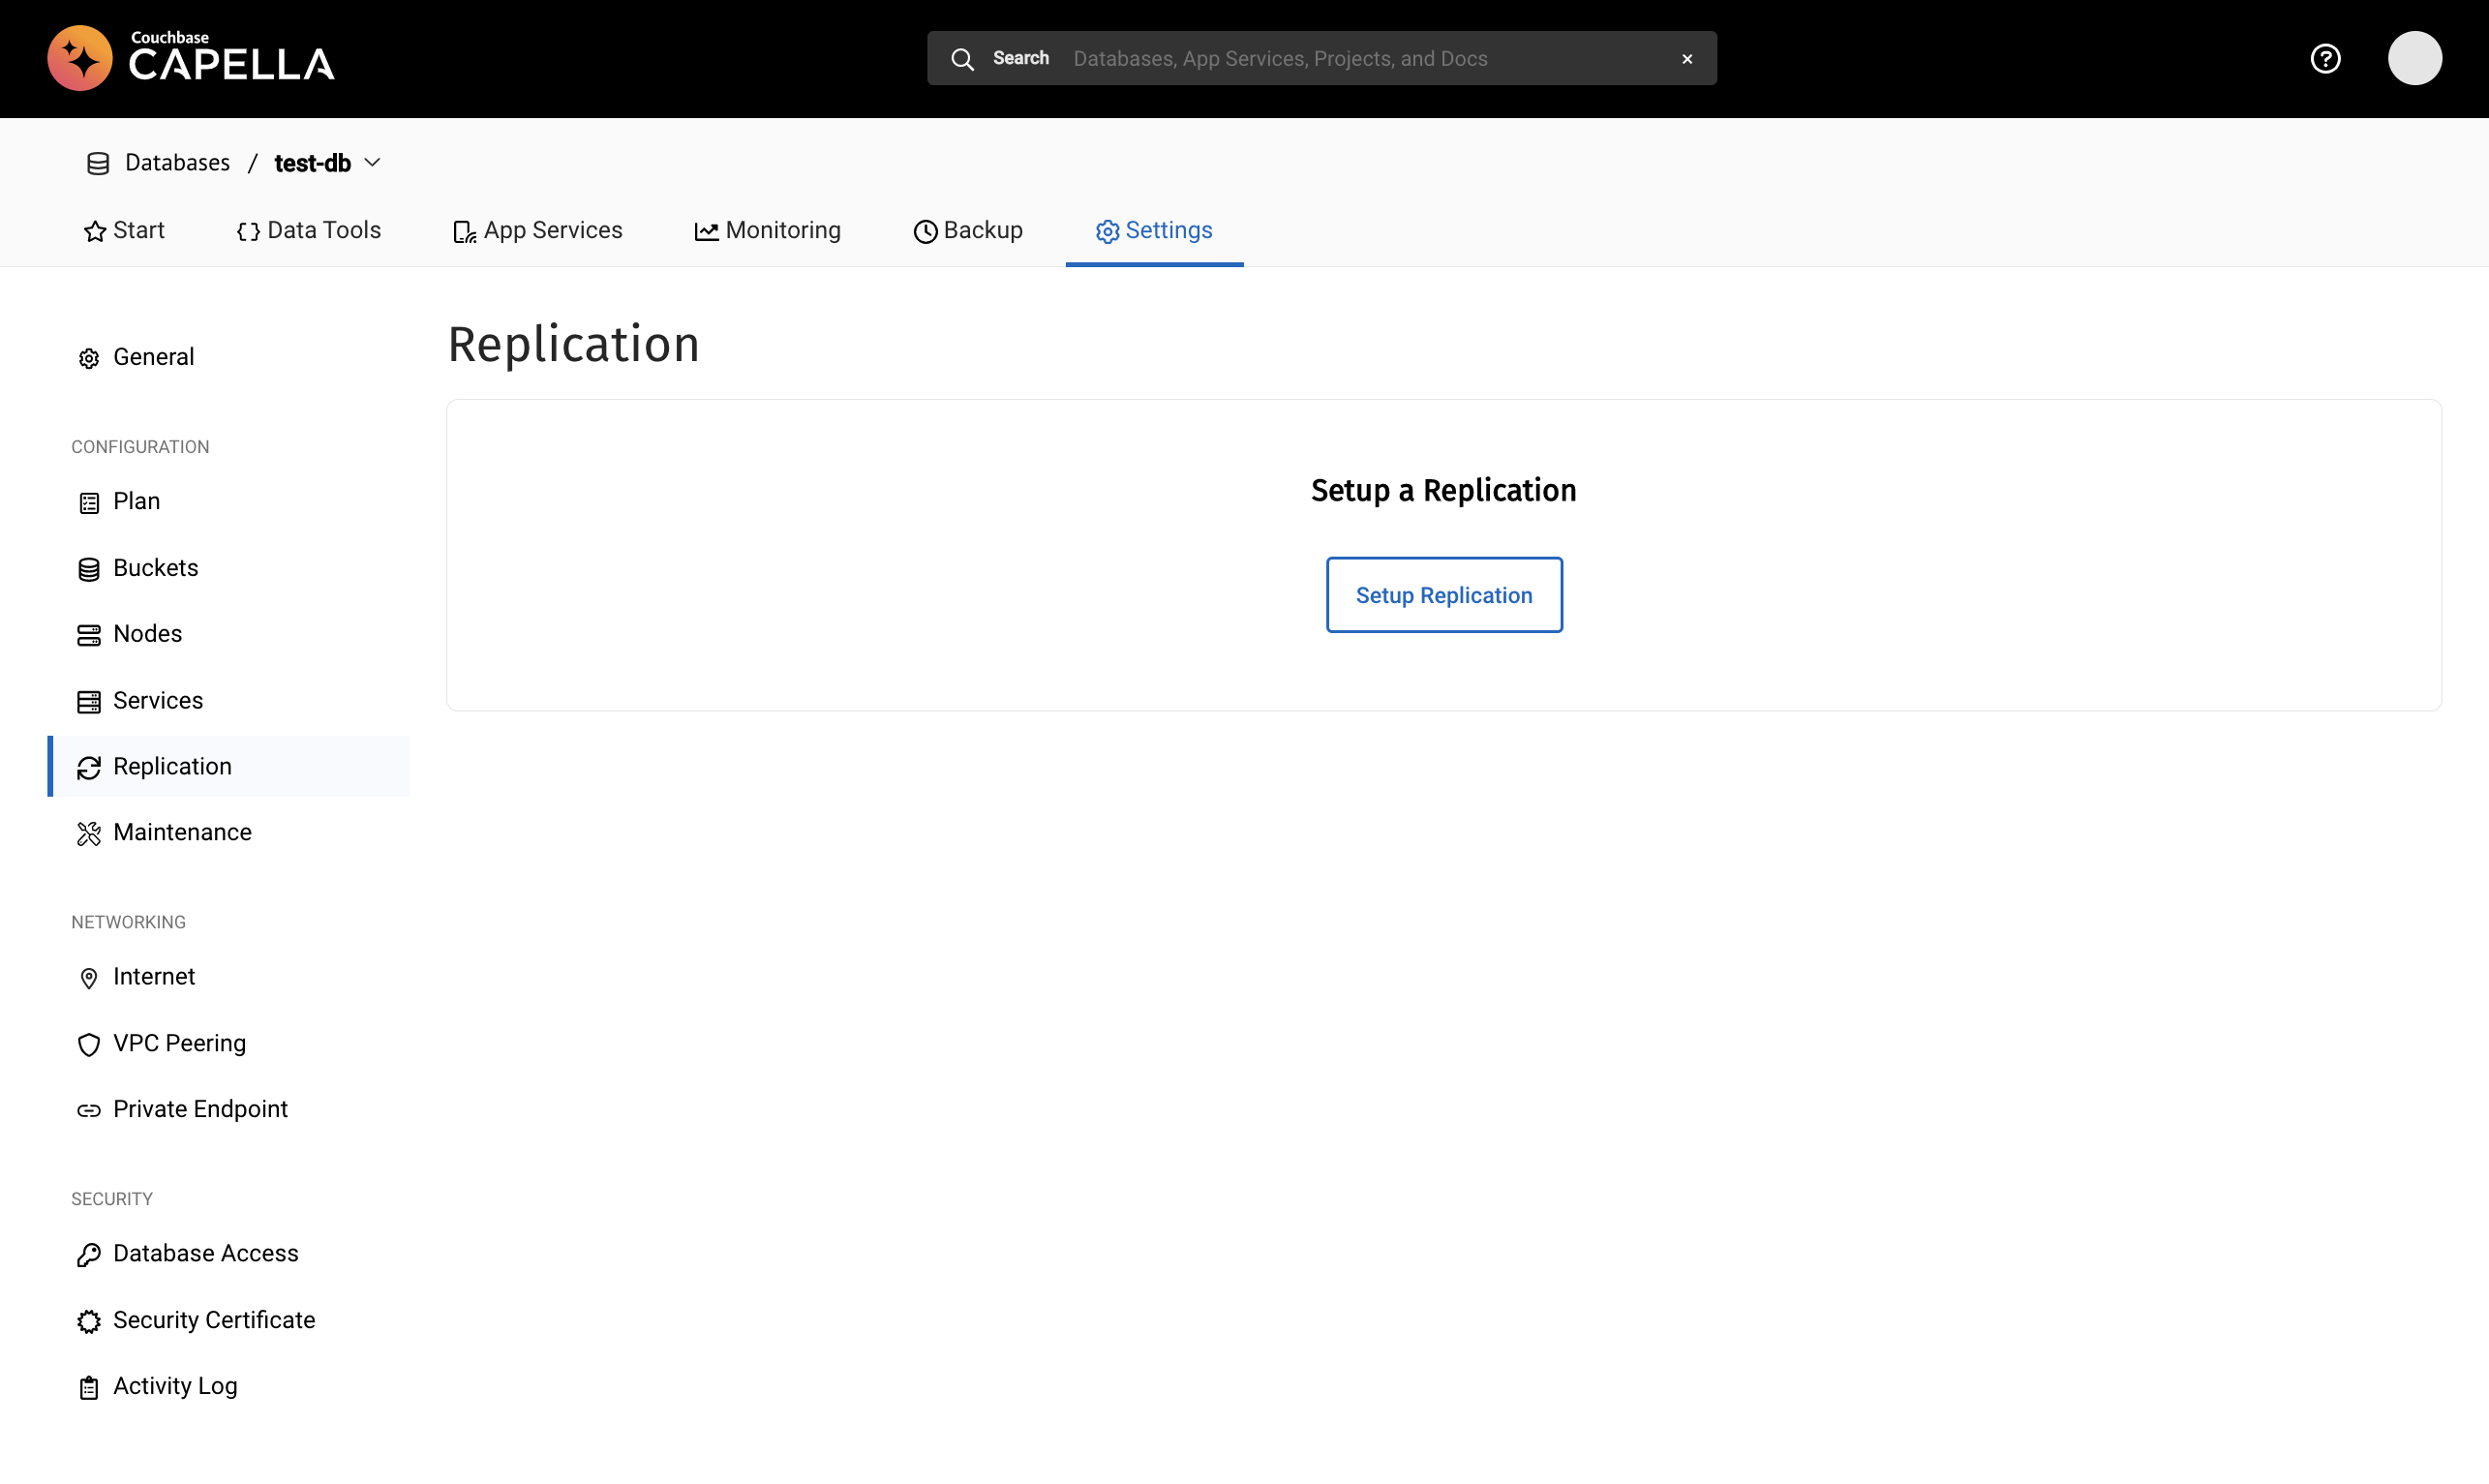 Couchbase
CAPELLA
Search Databases, App Services, Projects, and Docs
Databases / test-db
Start Data Tools App Services Monitoring Backup Settings
General
CONFIGURATION
Plan
Buckets
Nodes
Services
Replication
Maintenance
NETWORKING
Internet
VPC Peering
Private Endpoint
SECURITY
Database Access
Security Certificate
Activity Log
Replication
Setup a Replication
Setup Replication